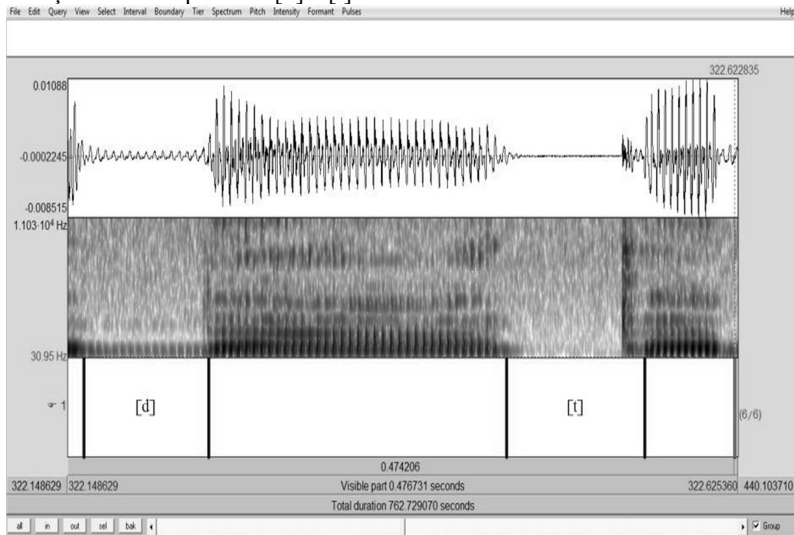 File Edit Query View Select Interval Boundary Tier Spectrum Pitch Intensity Formant Pulses Help
322.622835
0.01088
-0.0002245
-0.008515
1.103·10⁴ Hz
30.95 Hz
1
[d]
[t]
(6/6)
0.474206
322.148629 322.148629 Visible part 0.476731 seconds 322.625360 440.103710
Total duration 762.729070 seconds
all in out sel bak Group